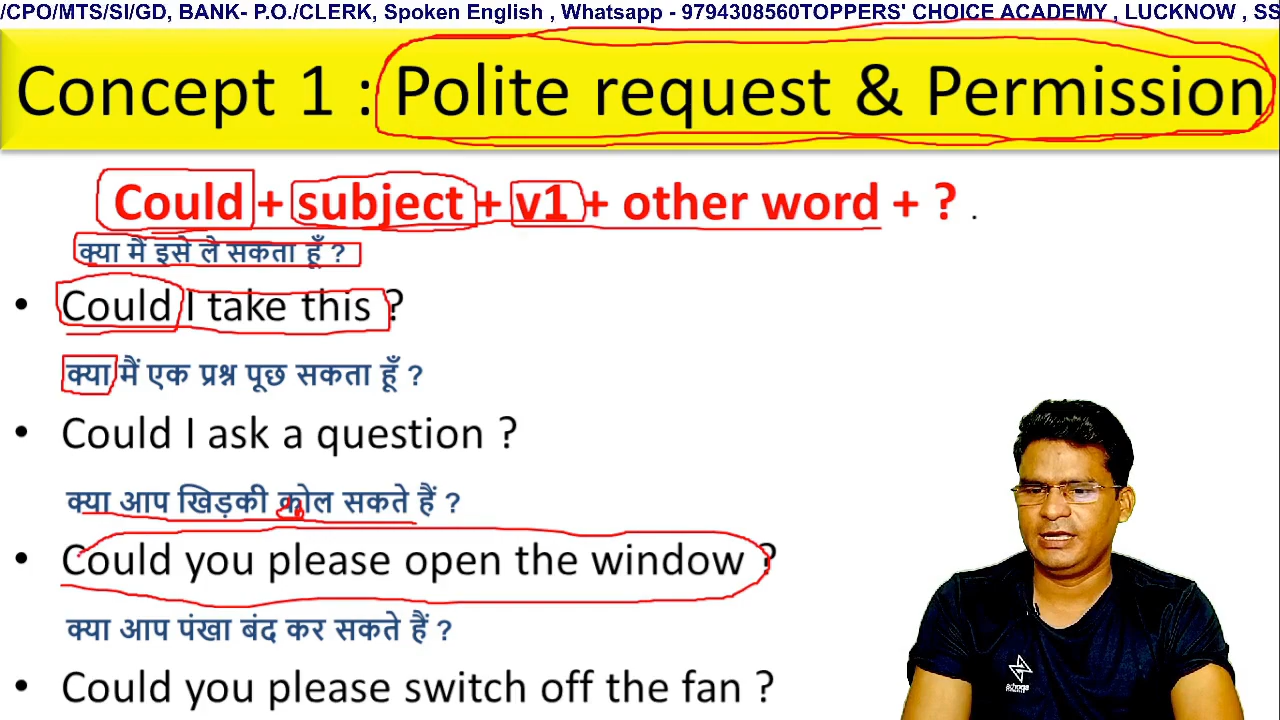 /CPO/MTS/SI/GD, BANK- P.O./CLERK, Spoken English , Whatsapp - 9794308560TOPPERS' CHOICE ACADEMY , LUCKNOW , SS
Concept 1 : Polite request & Permission
Could + subject + v1 + other word + ? .
क्या मैं इसे ले सकता हूँ ?
• Could I take this ?
क्या मैं एक प्रश्न पूछ सकता हूँ ?
• Could I ask a question ?
क्या आप खिड़की कोल सकते हैं ?
• Could you please open the window ?
क्या आप पंखा बंद कर सकते हैं ?
• Could you please switch off the fan ?